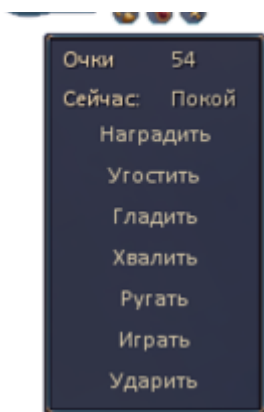 Очки 54
Сейчас: Покой
Наградить
Угостить
Гладить
Хвалить
Ругать
Играть
Ударить